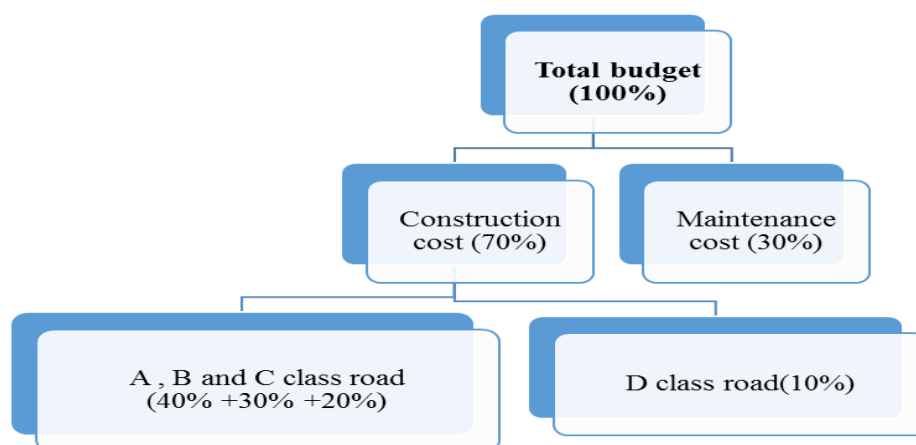 Total budget
(100%)
Construction
cost (70%)
Maintenance
cost (30%)
A , B and C class road
(40% +30% +20%)
D class road(10%)